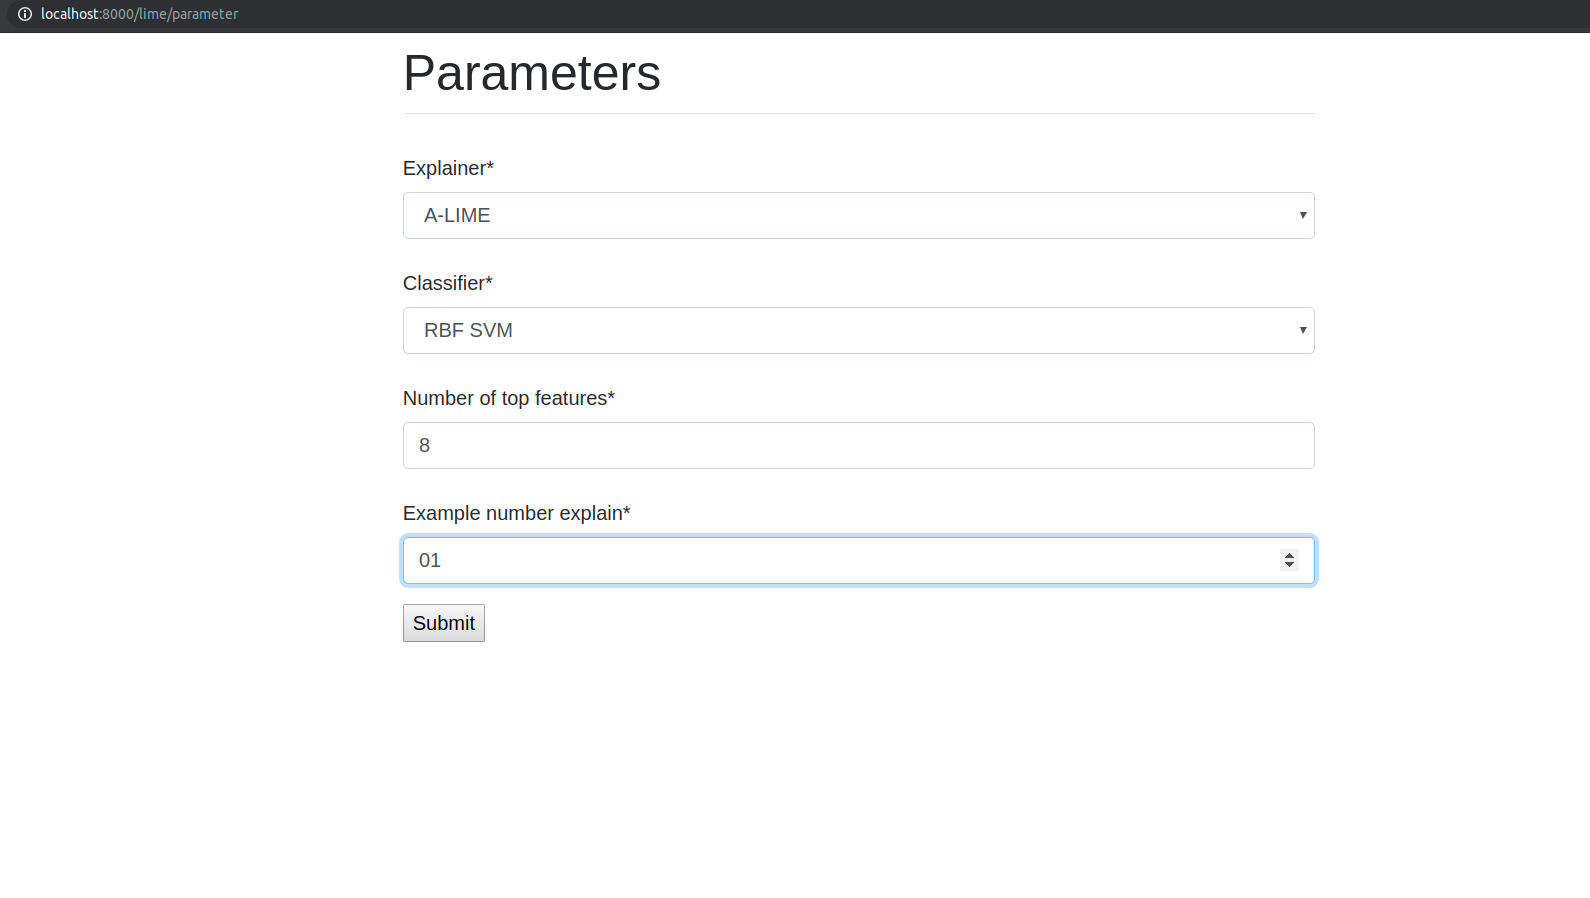 localhost:8000/lime/parameter
Parameters
Explainer*
A-LIME
Classifier*
RBF SVM
Number of top features*
8
Example number explain*
01
Submit